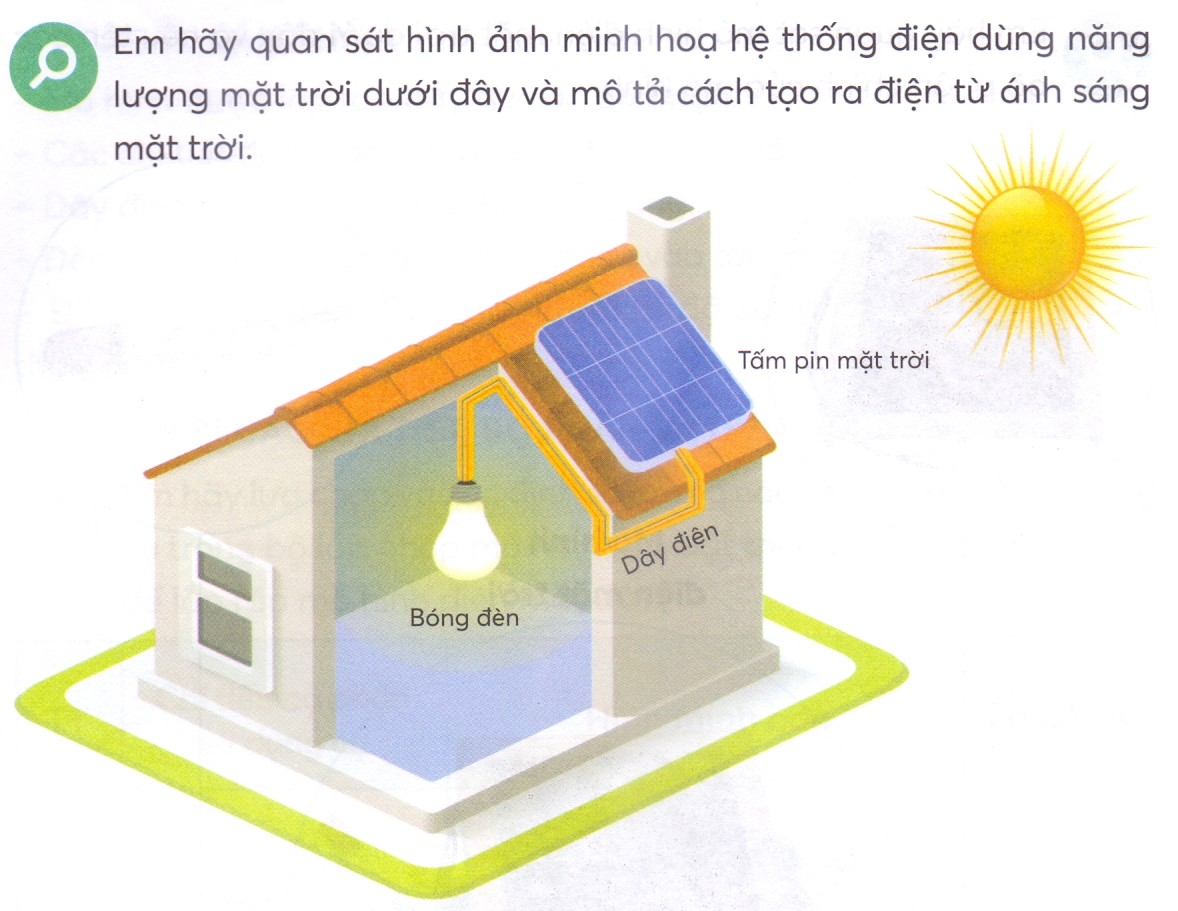 Em hãy quan sát hình ảnh minh hoạ hệ thống điện dùng năng
lượng mặt trời dưới đây và mô tả cách tạo ra điện từ ánh sáng
mặt trời.
Tấm pin mặt trời
Dây điện
Bóng đèn